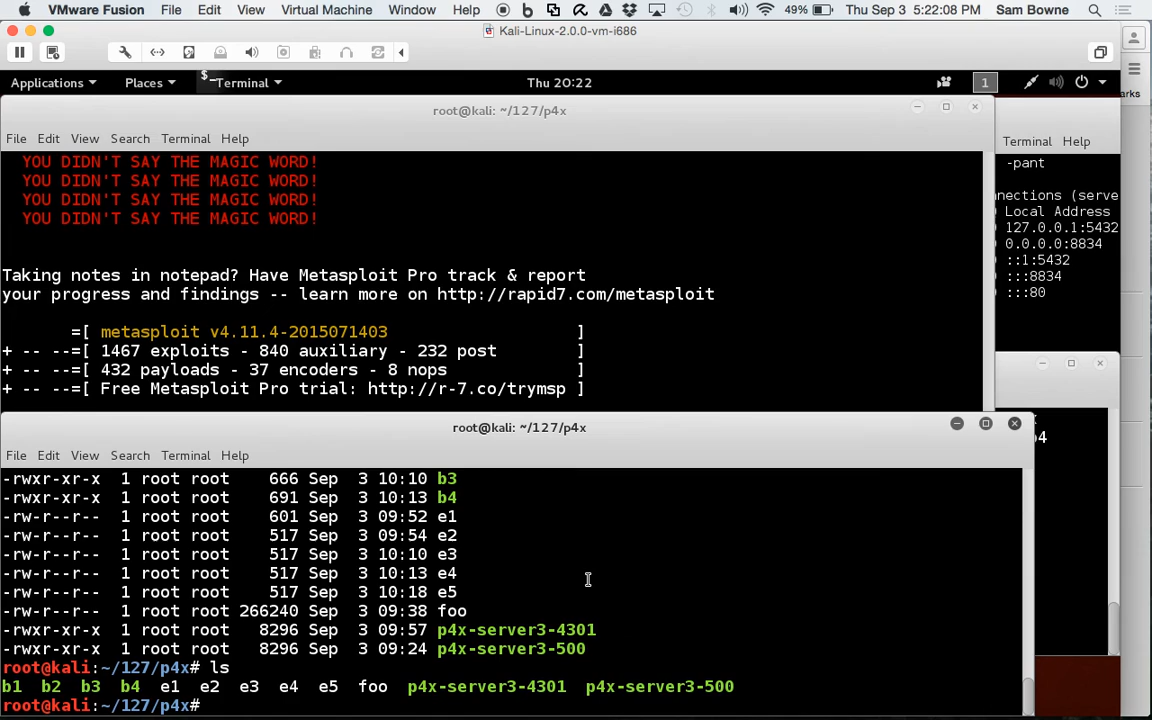 VMware Fusion File Edit View Virtual Machine Window Help 49% Thu Sep 3 5:22:08 PM Sam Bowne
Kali-Linux-2.0.0-vm-i686
Applications Places $_ Terminal Thu 20:22 1
arks
root@kali: ~/127/p4x
File Edit View Search Terminal Help
YOU DIDN'T SAY THE MAGIC WORD!
YOU DIDN'T SAY THE MAGIC WORD!
YOU DIDN'T SAY THE MAGIC WORD!
YOU DIDN'T SAY THE MAGIC WORD!
Taking notes in notepad? Have Metasploit Pro track & report
your progress and findings -- learn more on http://rapid7.com/metasploit
=[ metasploit v4.11.4-2015071403 ]
+ -- --=[ 1467 exploits - 840 auxiliary - 232 post ]
+ -- --=[ 432 payloads - 37 encoders - 8 nops ]
+ -- --=[ Free Metasploit Pro trial: http://r-7.co/trymsp ]
Terminal Help
-pant
nnections (serve
Local Address
127.0.0.1:5432
0.0.0.0:8834
::1:5432
:::8834
:::80
p4
root@kali: ~/127/p4x
File Edit View Search Terminal Help
-rwxr-xr-x 1 root root 666 Sep 3 10:10 b3
-rwxr-xr-x 1 root root 691 Sep 3 10:13 b4
-rw-r--r-- 1 root root 601 Sep 3 09:52 e1
-rw-r--r-- 1 root root 517 Sep 3 09:54 e2
-rw-r--r-- 1 root root 517 Sep 3 10:10 e3
-rw-r--r-- 1 root root 517 Sep 3 10:13 e4
-rw-r--r-- 1 root root 517 Sep 3 10:18 e5
-rw-r--r-- 1 root root 266240 Sep 3 09:38 foo
-rwxr-xr-x 1 root root 8296 Sep 3 09:57 p4x-server3-4301
-rwxr-xr-x 1 root root 8296 Sep 3 09:24 p4x-server3-500
root@kali:~/127/p4x# ls
b1 b2 b3 b4 e1 e2 e3 e4 e5 foo p4x-server3-4301 p4x-server3-500
root@kali:~/127/p4x#